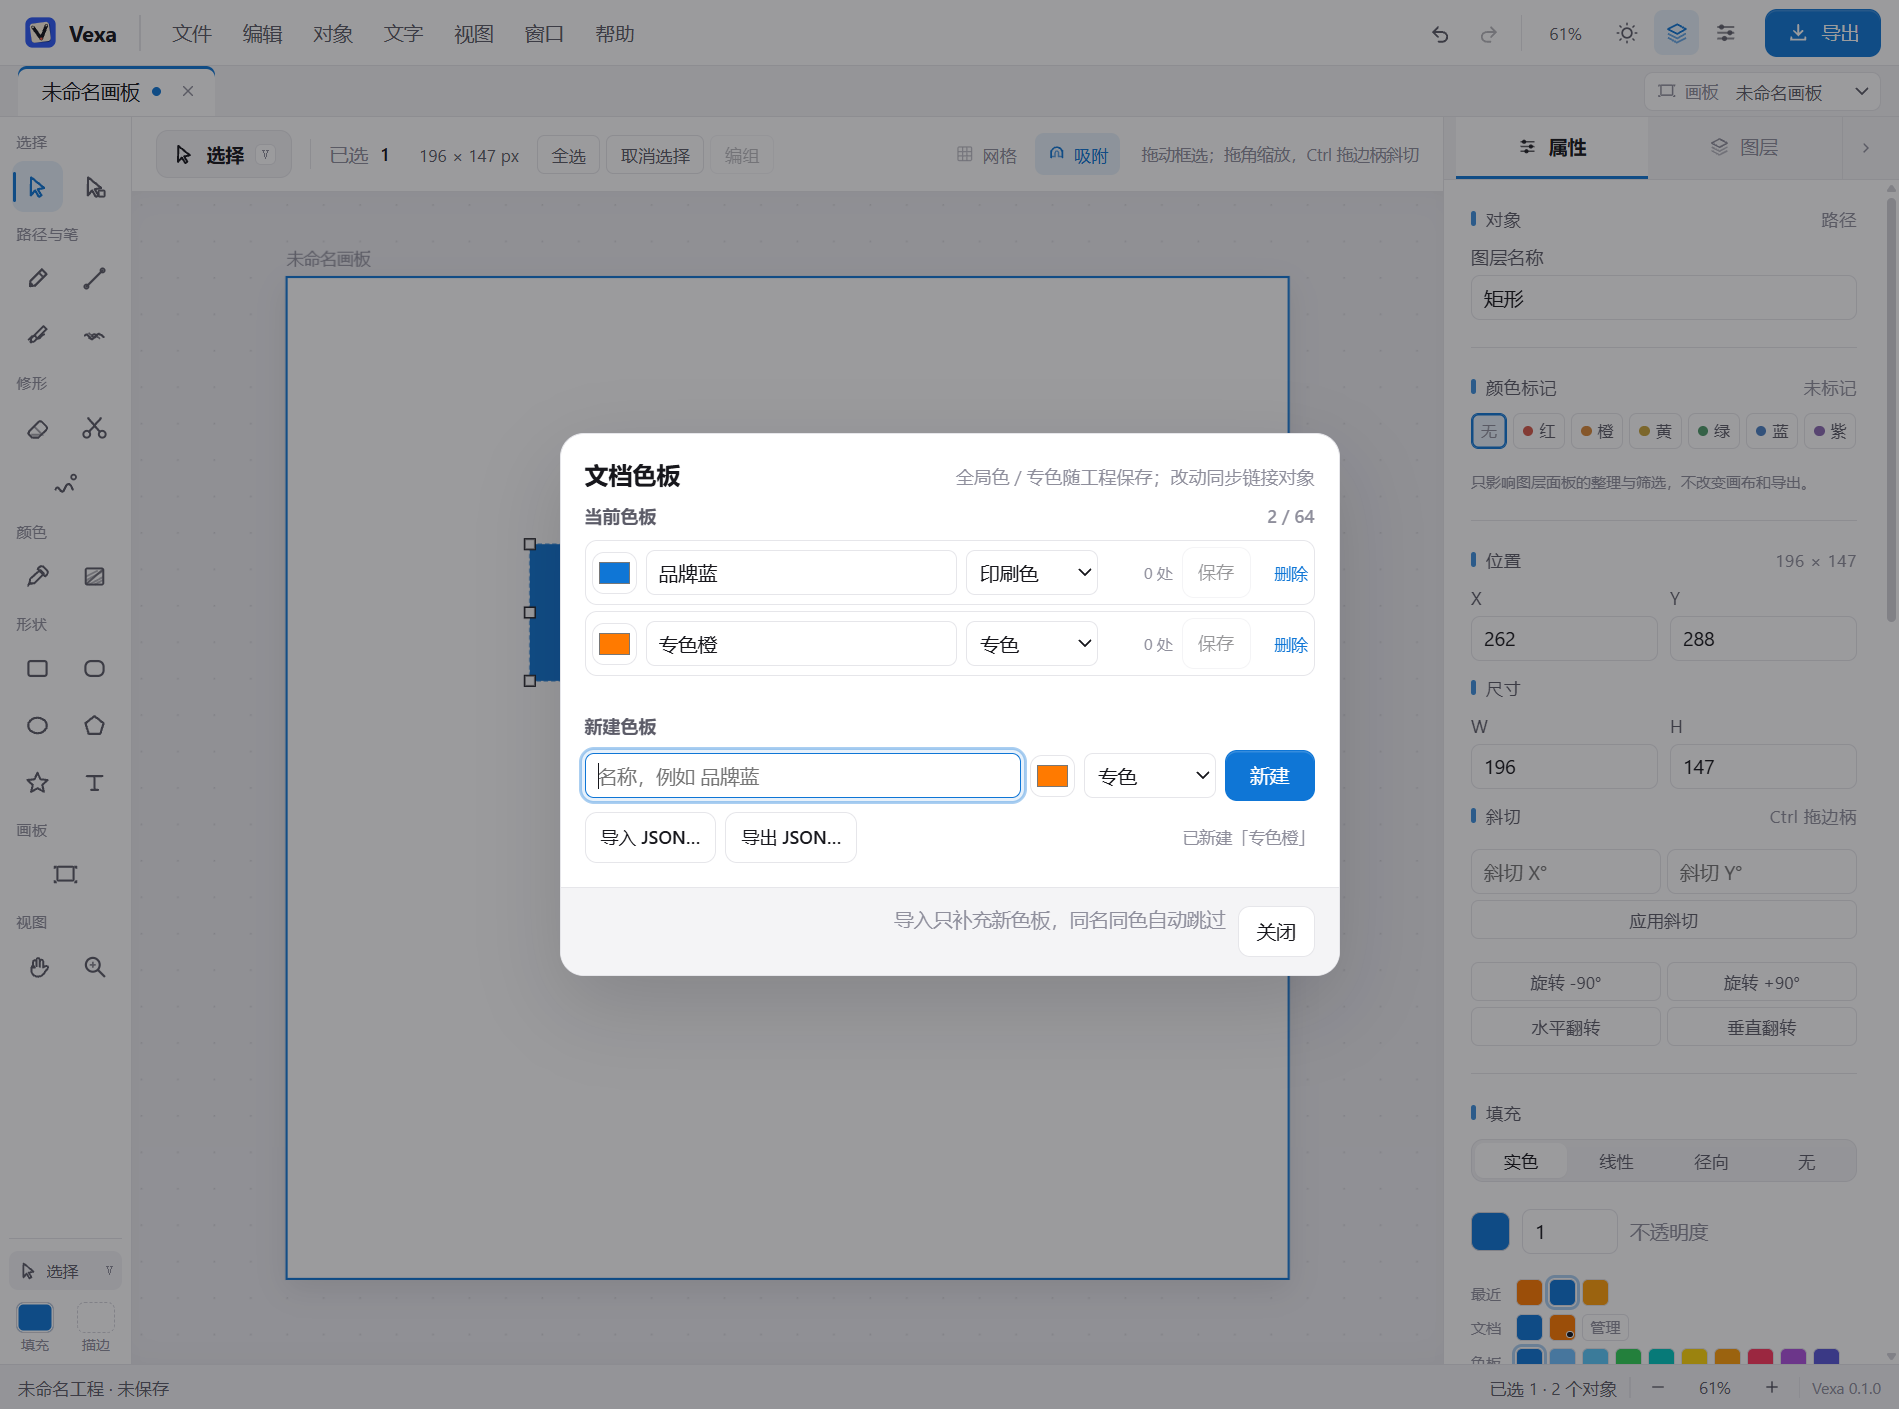 Vexa 文件 编辑 对象 文字 视图 窗口 帮助 61% 导出
未命名画板 画板 未命名画板
选择 V 已选 1 196 × 147 px 全选 取消选择 编组 网格 吸附 拖动框选；拖角缩放，Ctrl 拖边柄斜切
属性 图层
选择
路径与笔
修形
颜色
形状
画板
视图
选择 V
填充 描边
未命名画板
文档色板 全局色 / 专色随工程保存；改动同步链接对象
当前色板 2 / 64
品牌蓝 印刷色 0 处 保存 删除
专色橙 专色 0 处 保存 删除
新建色板
名称，例如 品牌蓝 专色 新建
导入 JSON... 导出 JSON... 已新建「专色橙」
导入只补充新色板，同名同色自动跳过 关闭
对象 路径
图层名称
矩形
颜色标记 未标记
无 红 橙 黄 绿 蓝 紫
只影响图层面板的整理与筛选，不改变画布和导出。
位置 196 × 147
X Y
262 288
尺寸
W H
196 147
斜切 Ctrl 拖边柄
斜切 X° 斜切 Y°
应用斜切
旋转 -90° 旋转 +90°
水平翻转 垂直翻转
填充
实色 线性 径向 无
1 不透明度
最近
文档 管理
色板
未命名工程 · 未保存 已选 1 · 2 个对象 − 61% + Vexa 0.1.0